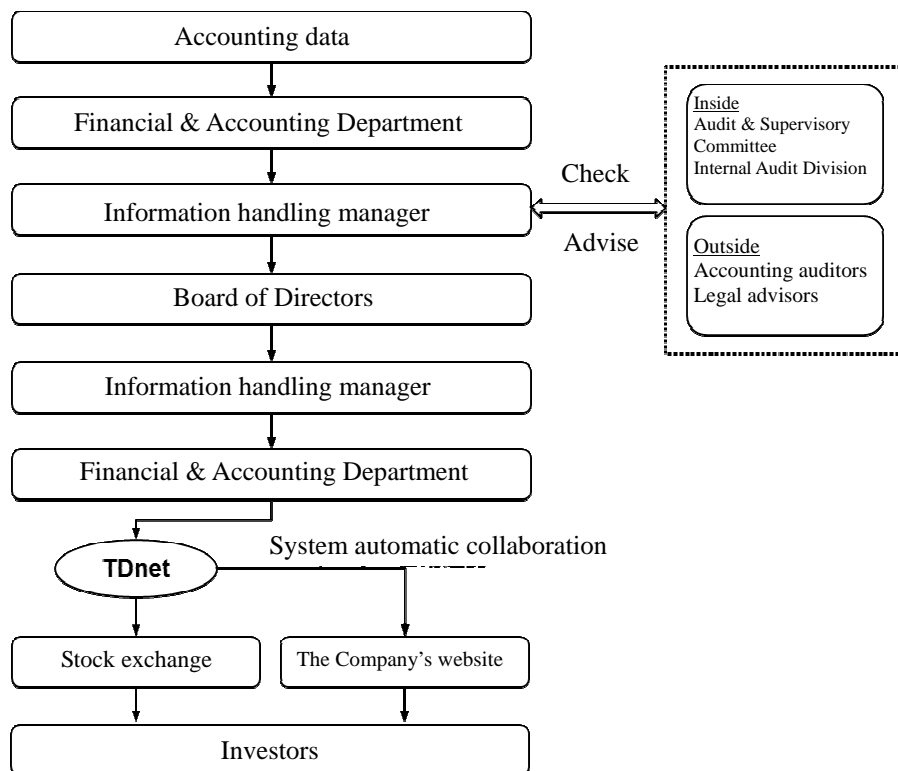 Accounting data
Financial & Accounting Department
Information handling manager
Check
Advise
Inside
Audit & Supervisory
Committee
Internal Audit Division
Outside
Accounting auditors
Legal advisors
Board of Directors
Information handling manager
Financial & Accounting Department
System automatic collaboration
TDnet
Stock exchange
The Company's website
Investors